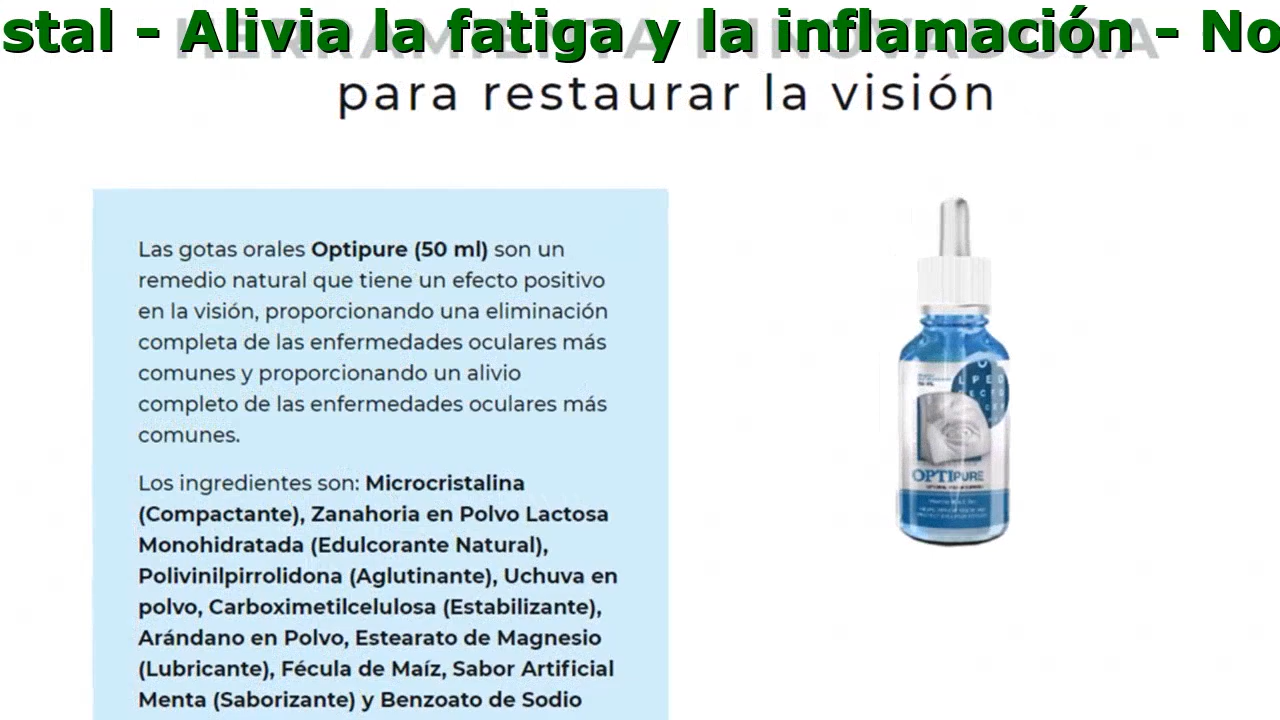 stal - Alivia la fatiga y la inflamación - No
HERRAMIENTA INNOVADORA
para restaurar la visión
Las gotas orales Optipure (50 ml) son un
remedio natural que tiene un efecto positivo
en la visión, proporcionando una eliminación
completa de las enfermedades oculares más
comunes y proporcionando un alivio
completo de las enfermedades oculares más
comunes.
Los ingredientes son: Microcristalina
(Compactante), Zanahoria en Polvo Lactosa
Monohidratada (Edulcorante Natural),
Polivinilpirrolidona (Aglutinante), Uchuva en
polvo, Carboximetilcelulosa (Estabilizante),
Arándano en Polvo, Estearato de Magnesio
(Lubricante), Fécula de Maíz, Sabor Artificial
Menta (Saborizante) y Benzoato de Sodio
OPTIPURE